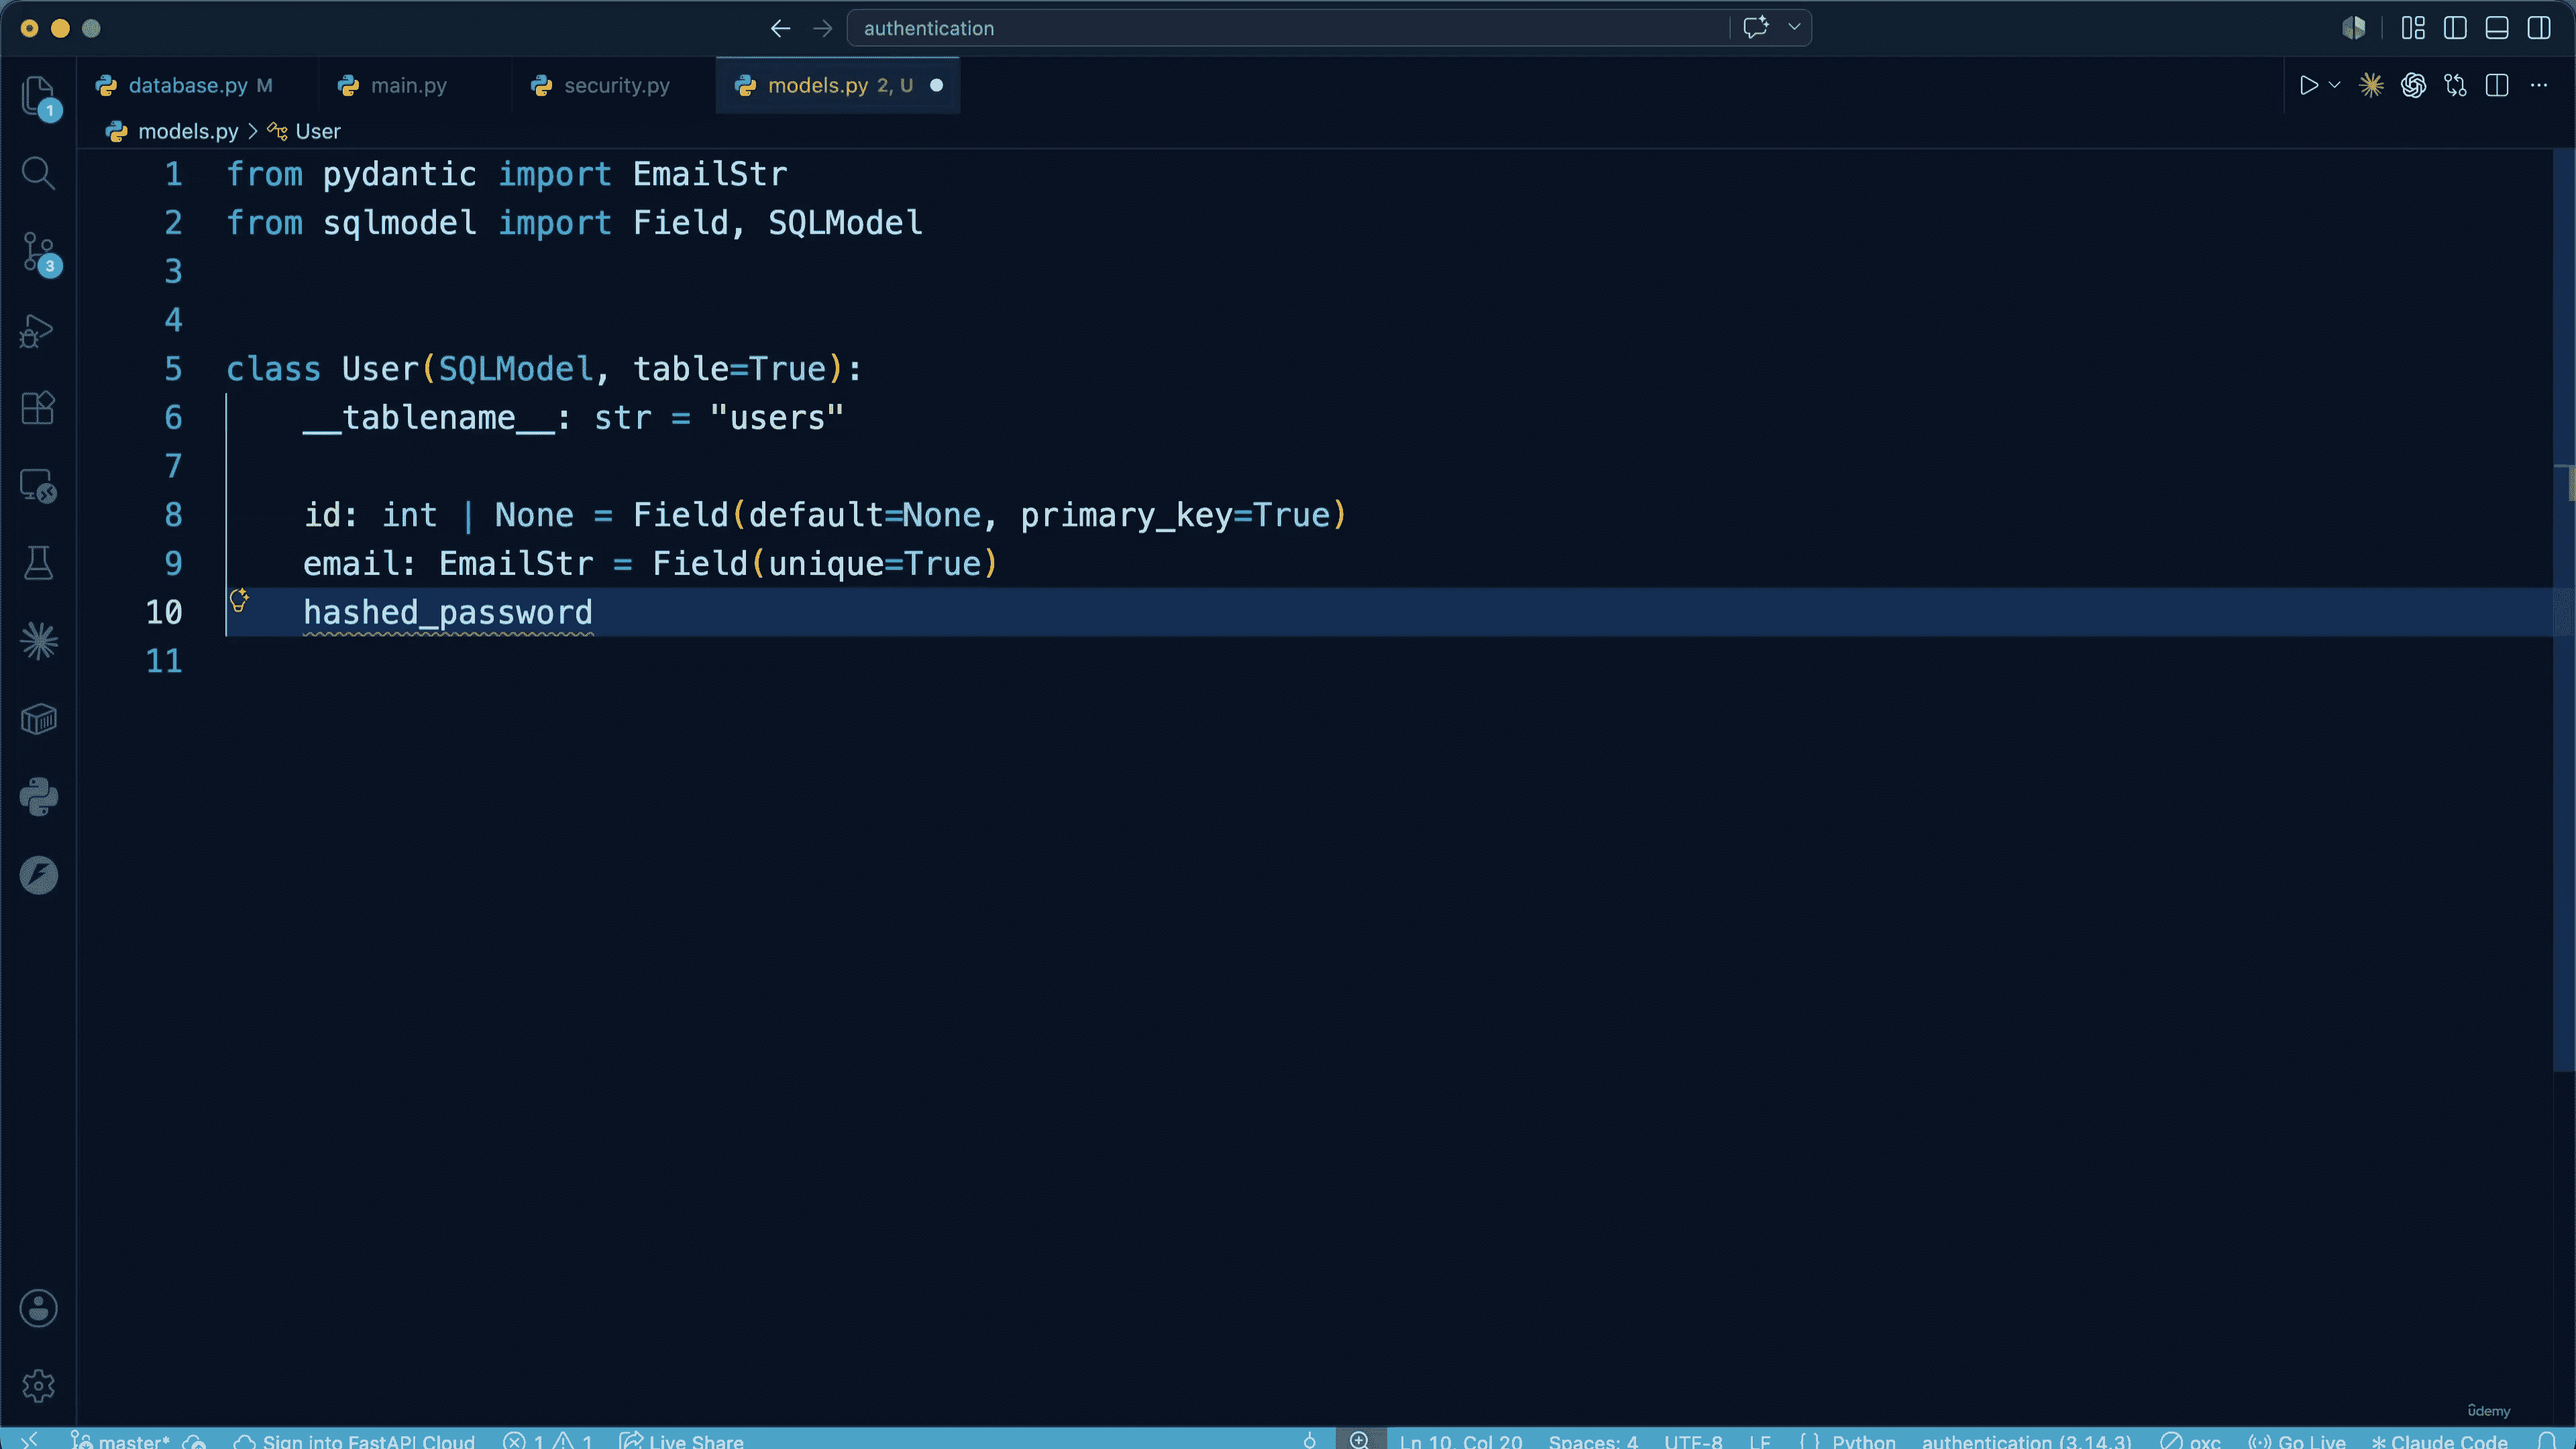 authentication
database.py M
main.py
security.py
models.py 2, U
models.py > User
1
3
1 from pydantic import EmailStr
2 from sqlmodel import Field, SQLModel
3
4
5 class User(SQLModel, table=True):
6 __tablename__: str = "users"
7
8 id: int | None = Field(default=None, primary_key=True)
9 email: EmailStr = Field(unique=True)
10 hashed_password
11
ûdemy
master* Sign into FastAPI Cloud 1 1 Live Share Ln 10, Col 20 Spaces: 4 UTF-8 LF { } Python authentication (3.14.3) oxc Go Live Claude Code